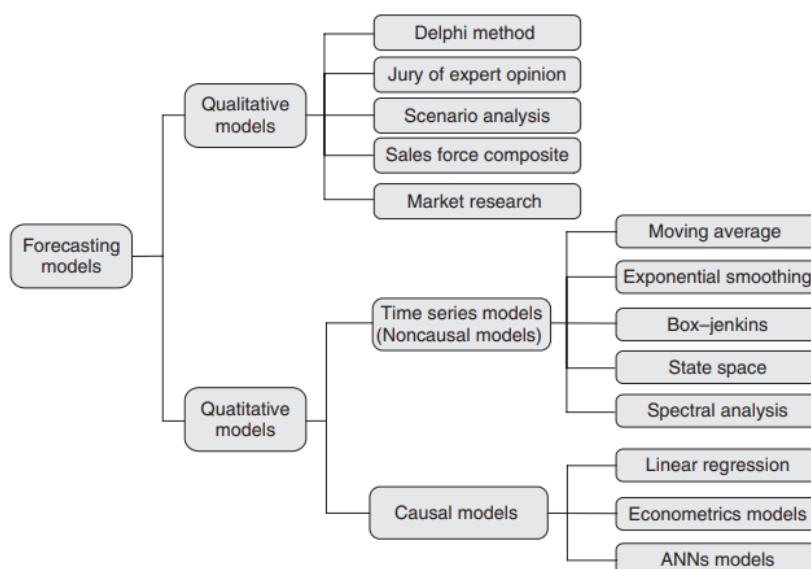 Forecasting
models
Qualitative
models
Delphi method
Jury of expert opinion
Scenario analysis
Sales force composite
Market research
Quatitative
models
Time series models
(Noncausal models)
Moving average
Exponential smoothing
Box–jenkins
State space
Spectral analysis
Causal models
Linear regression
Econometrics models
ANNs models